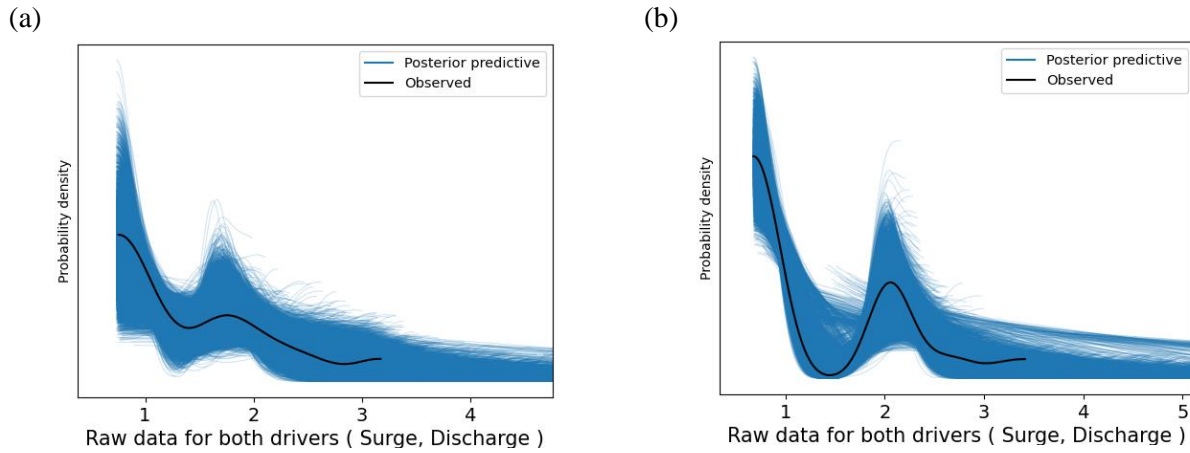 (a)
Posterior predictive
Observed
Probability density
1 2 3 4
Raw data for both drivers ( Surge, Discharge )
(b)
Posterior predictive
Observed
Probability density
1 2 3 4 5
Raw data for both drivers ( Surge, Discharge )